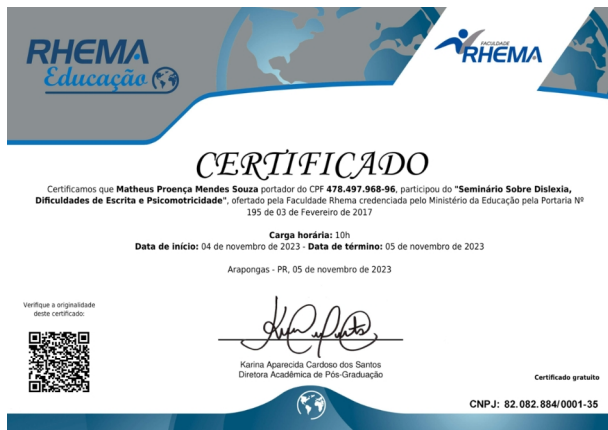 RHEMA
Educação
FACULDADE
RHEMA
CERTIFICADO
Certificamos que Matheus Proença Mendes Souza portador do CPF 478.497.968-96, participou do "Seminário Sobre Dislexia,
Dificuldades de Escrita e Psicomotricidade", ofertado pela Faculdade Rhema credenciada pelo Ministério da Educação pela Portaria Nº
195 de 03 de Fevereiro de 2017
Carga horária: 10h
Data de início: 04 de novembro de 2023 - Data de término: 05 de novembro de 2023
Arapongas - PR, 05 de novembro de 2023
Verifique a originalidade
deste certificado:
Karina Aparecida Cardoso dos Santos
Diretora Acadêmica de Pós-Graduação
Certificado gratuito
CNPJ: 82.082.884/0001-35